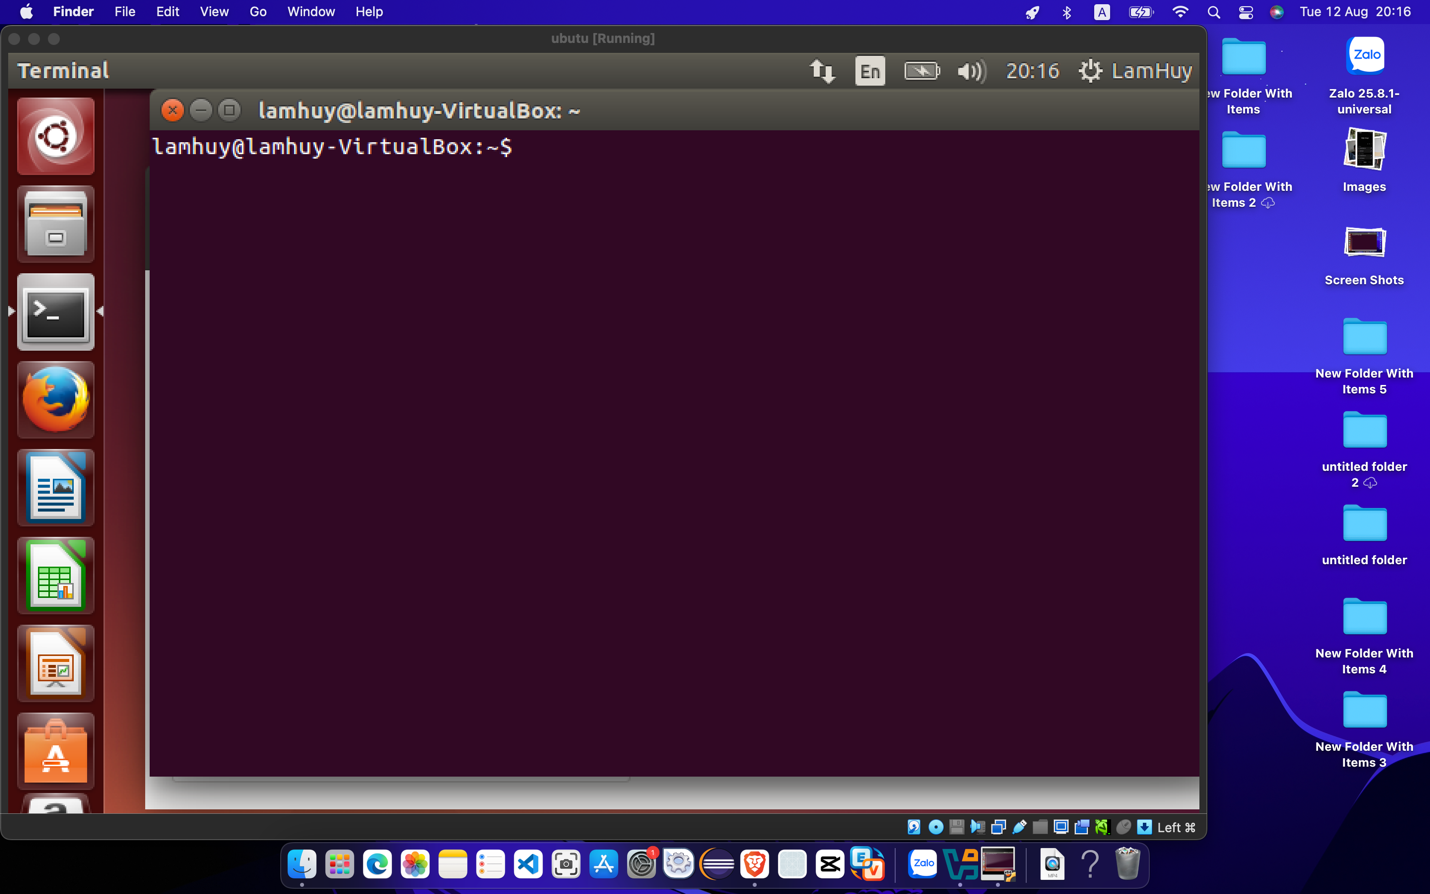 Finder File Edit View Go Window Help
A
Tue 12 Aug 20:16
ubutu [Running]
Terminal
En
20:16
LamHuy
lamhuy@lamhuy-VirtualBox: ~
lamhuy@lamhuy-VirtualBox:~$
ew Folder With
Items
Zalo
Zalo 25.8.1-
universal
ew Folder With
Items 2
Images
Screen Shots
New Folder With
Items 5
untitled folder
2
untitled folder
New Folder With
Items 4
New Folder With
Items 3
Left ⌘
1
Zalo